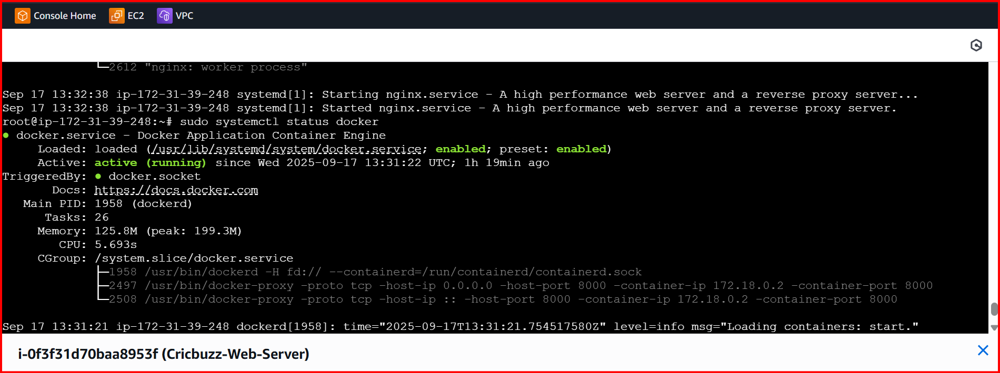 Console Home EC2 VPC
└─2612 "nginx: worker process"
Sep 17 13:32:38 ip-172-31-39-248 systemd[1]: Starting nginx.service - A high performance web server and a reverse proxy server...
Sep 17 13:32:38 ip-172-31-39-248 systemd[1]: Started nginx.service - A high performance web server and a reverse proxy server.
root@ip-172-31-39-248:~# sudo systemctl status docker
● docker.service - Docker Application Container Engine
Loaded: loaded (/usr/lib/systemd/system/docker.service; enabled; preset: enabled)
Active: active (running) since Wed 2025-09-17 13:31:22 UTC; 1h 19min ago
TriggeredBy: ● docker.socket
Docs: https://docs.docker.com
Main PID: 1958 (dockerd)
Tasks: 26
Memory: 125.8M (peak: 199.3M)
CPU: 5.693s
CGroup: /system.slice/docker.service
├─1958 /usr/bin/dockerd -H fd:// --containerd=/run/containerd/containerd.sock
├─2497 /usr/bin/docker-proxy -proto tcp -host-ip 0.0.0.0 -host-port 8000 -container-ip 172.18.0.2 -container-port 8000
└─2508 /usr/bin/docker-proxy -proto tcp -host-ip :: -host-port 8000 -container-ip 172.18.0.2 -container-port 8000
Sep 17 13:31:21 ip-172-31-39-248 dockerd[1958]: time="2025-09-17T13:31:21.754517580Z" level=info msg="Loading containers: start."
i-0f3f31d70baa8953f (Cricbuzz-Web-Server)